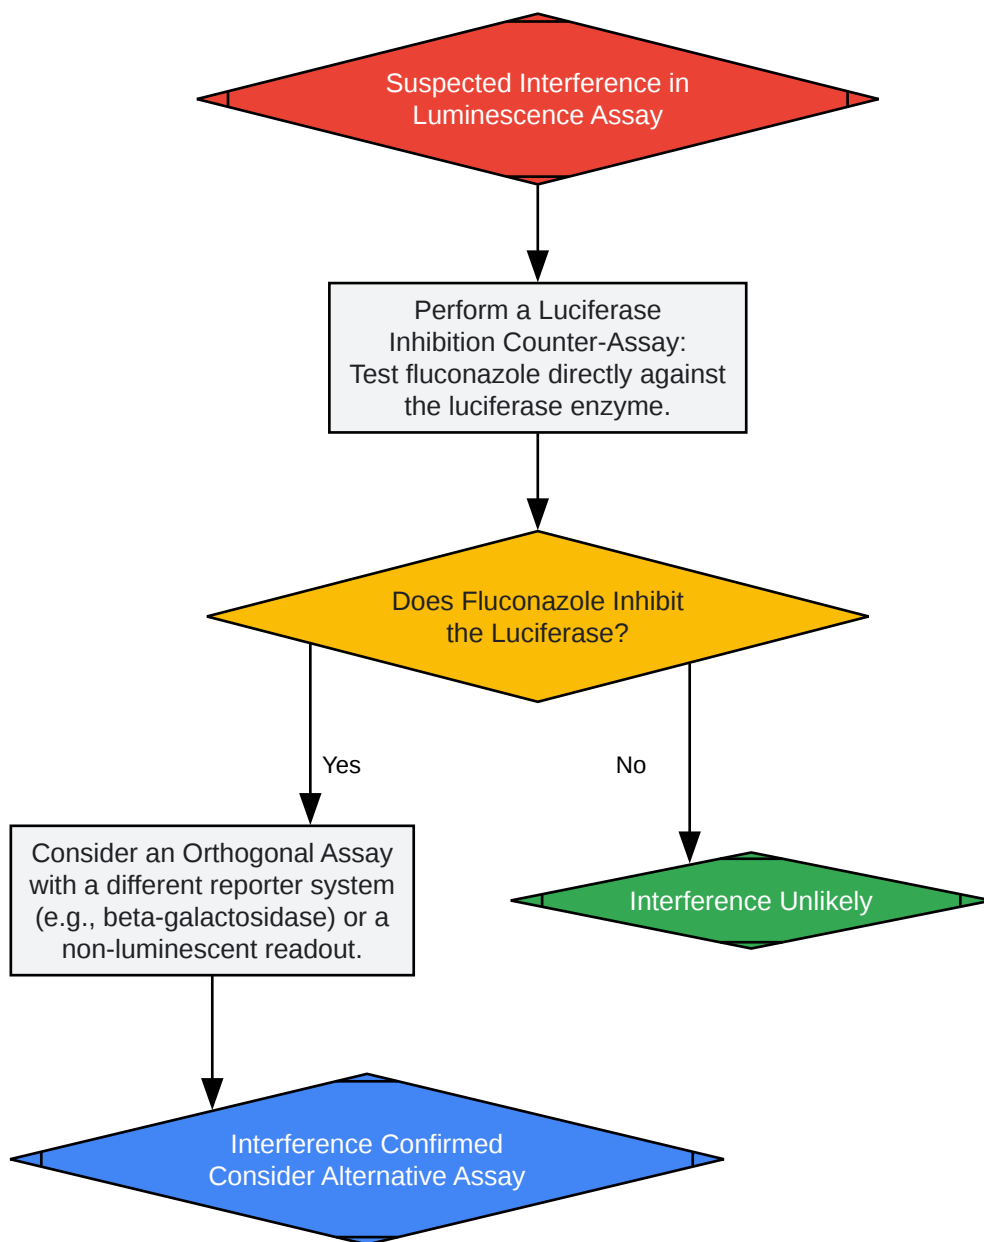 Suspected Interference in
Luminescence Assay
Perform a Luciferase
Inhibition Counter-Assay:
Test fluconazole directly against
the luciferase enzyme.
Does Fluconazole Inhibit
the Luciferase?
Yes
No
Consider an Orthogonal Assay
with a different reporter system
(e.g., beta-galactosidase) or a
non-luminescent readout.
Interference Unlikely
Interference Confirmed
Consider Alternative Assay